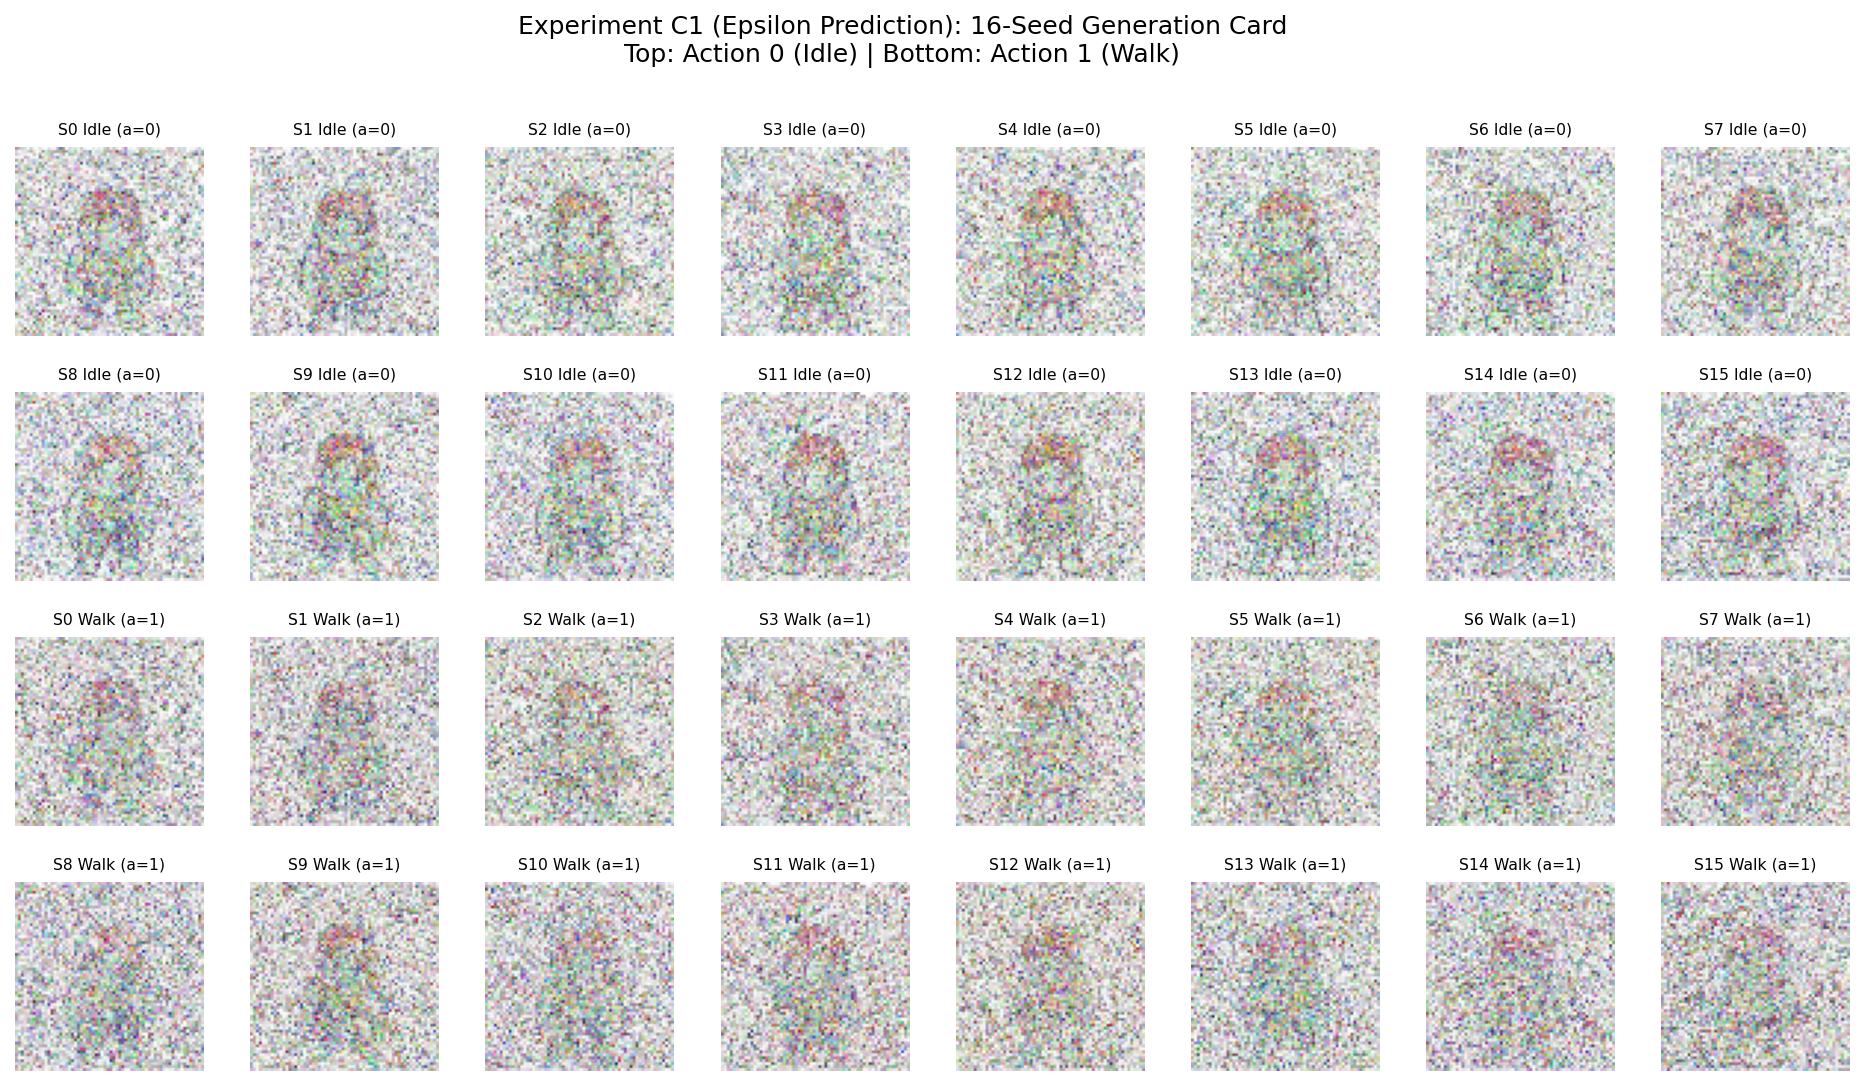 Experiment C1 (Epsilon Prediction): 16-Seed Generation Card
Top: Action 0 (Idle) | Bottom: Action 1 (Walk)
S0 Idle (a=0)
S1 Idle (a=0)
S2 Idle (a=0)
S3 Idle (a=0)
S4 Idle (a=0)
S5 Idle (a=0)
S6 Idle (a=0)
S7 Idle (a=0)
S8 Idle (a=0)
S9 Idle (a=0)
S10 Idle (a=0)
S11 Idle (a=0)
S12 Idle (a=0)
S13 Idle (a=0)
S14 Idle (a=0)
S15 Idle (a=0)
S0 Walk (a=1)
S1 Walk (a=1)
S2 Walk (a=1)
S3 Walk (a=1)
S4 Walk (a=1)
S5 Walk (a=1)
S6 Walk (a=1)
S7 Walk (a=1)
S8 Walk (a=1)
S9 Walk (a=1)
S10 Walk (a=1)
S11 Walk (a=1)
S12 Walk (a=1)
S13 Walk (a=1)
S14 Walk (a=1)
S15 Walk (a=1)